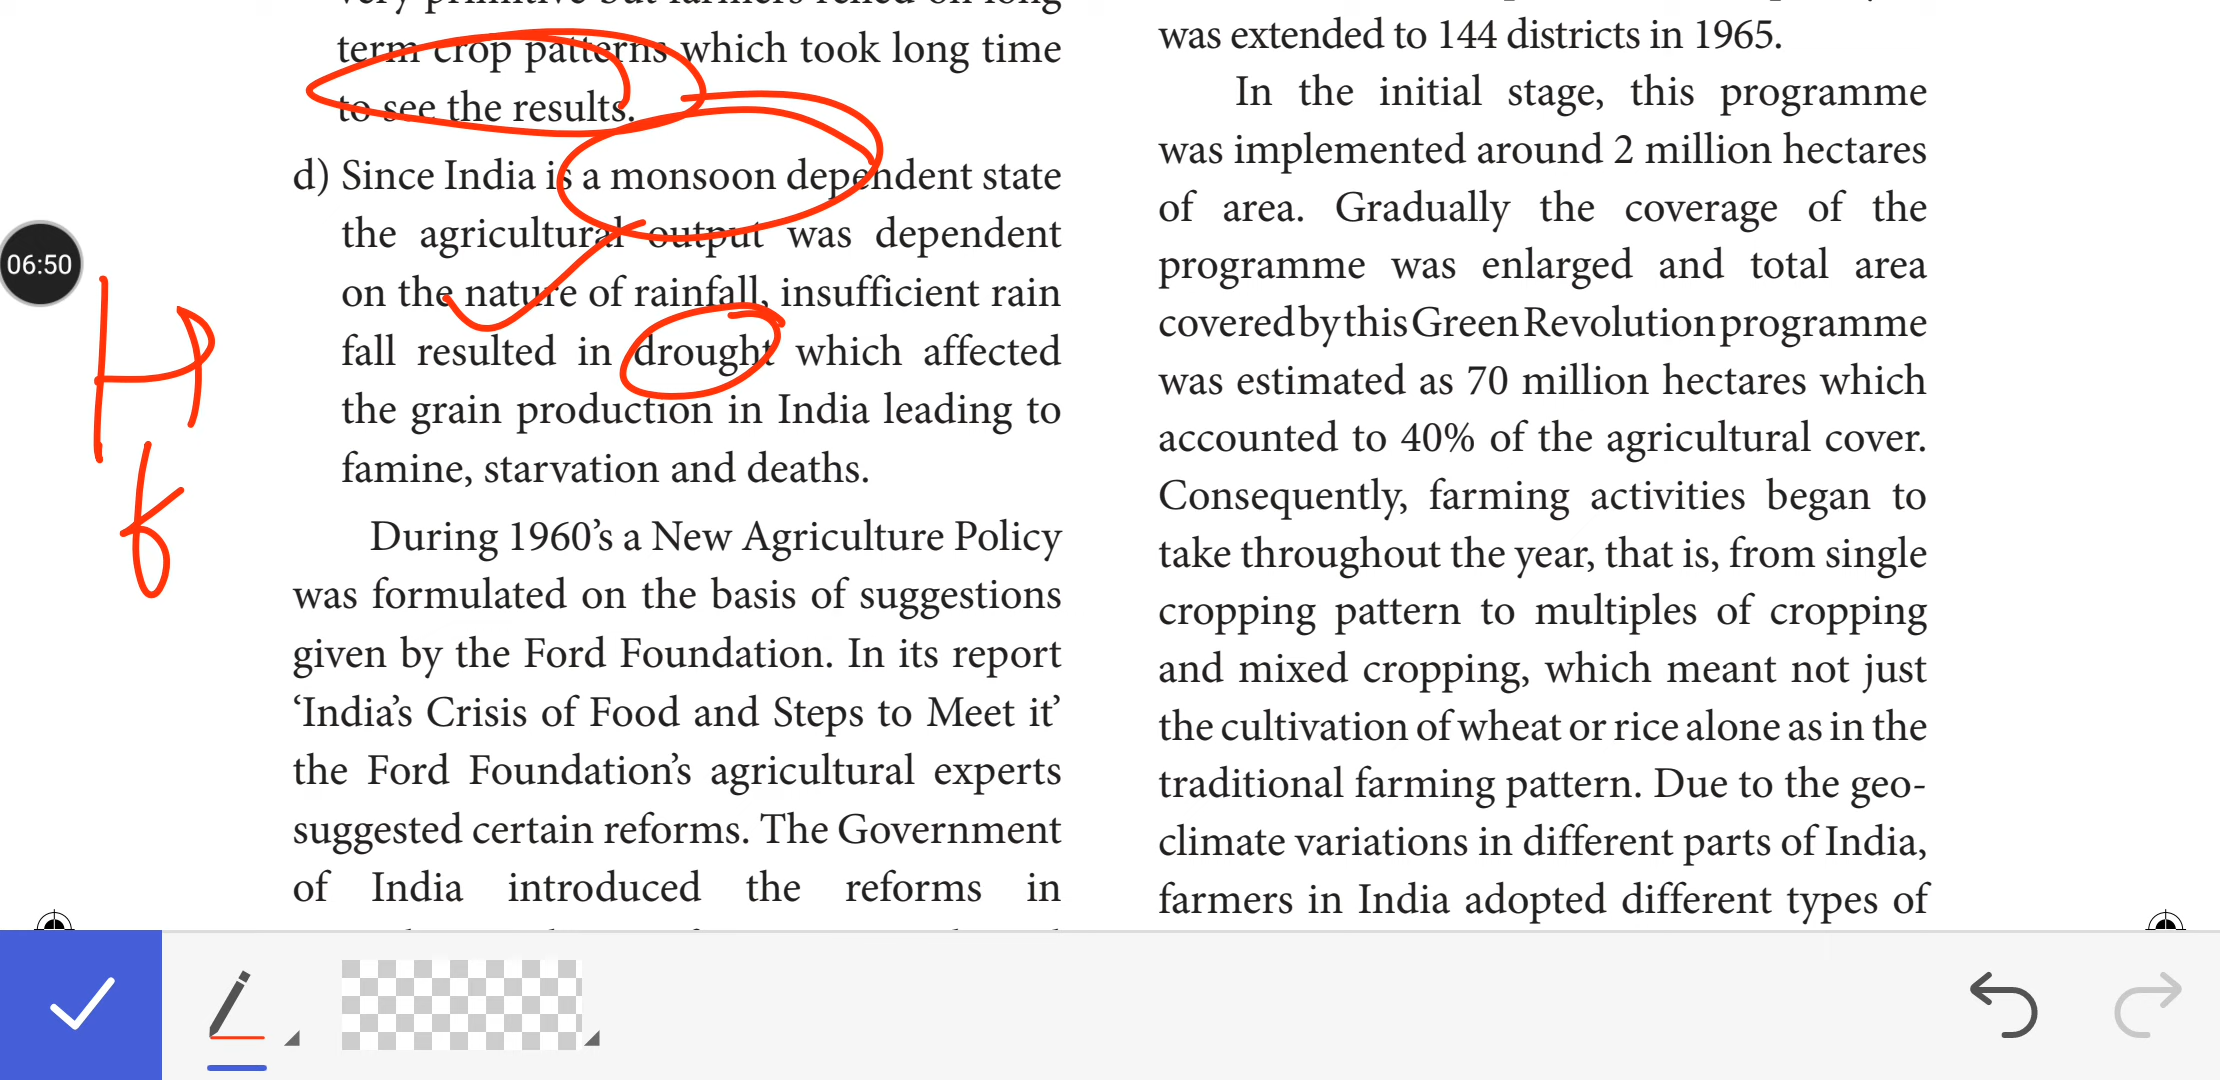 very primitive but farmers relied on long
term crop patterns which took long time
to see the results.
d) Since India is a monsoon dependent state
the agricultural output was dependent
on the nature of rainfall, insufficient rain
fall resulted in drought which affected
the grain production in India leading to
famine, starvation and deaths.
During 1960’s a New Agriculture Policy
was formulated on the basis of suggestions
given by the Ford Foundation. In its report
‘India’s Crisis of Food and Steps to Meet it’
the Ford Foundation’s agricultural experts
suggested certain reforms. The Government
of India introduced the reforms in
was extended to 144 districts in 1965.
In the initial stage, this programme
was implemented around 2 million hectares
of area. Gradually the coverage of the
programme was enlarged and total area
covered by this Green Revolution programme
was estimated as 70 million hectares which
accounted to 40% of the agricultural cover.
Consequently, farming activities began to
take throughout the year, that is, from single
cropping pattern to multiples of cropping
and mixed cropping, which meant not just
the cultivation of wheat or rice alone as in the
traditional farming pattern. Due to the geo-
climate variations in different parts of India,
farmers in India adopted different types of
06:50